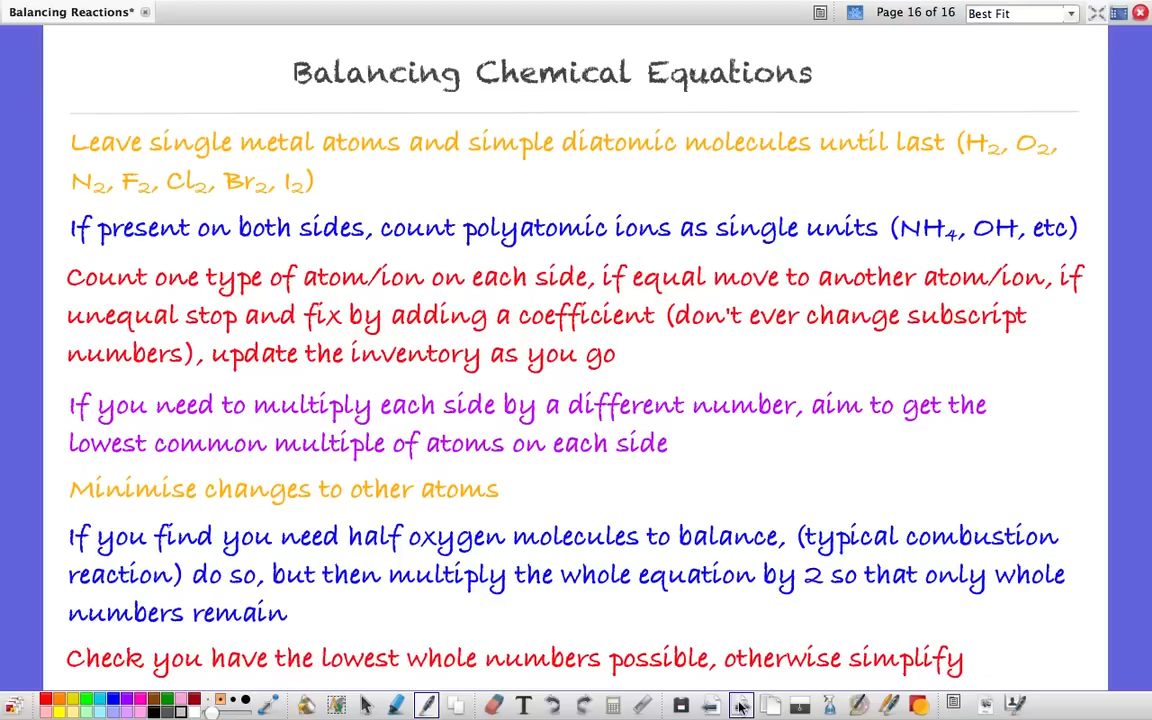 Balancing Reactions*
Page 16 of 16
Best Fit
Balancing Chemical Equations
Leave single metal atoms and simple diatomic molecules until last (H₂, O₂,
N₂, F₂, Cl₂, Br₂, I₂)
If present on both sides, count polyatomic ions as single units (NH₄, OH, etc)
Count one type of atom/ion on each side, if equal move to another atom/ion, if
unequal stop and fix by adding a coefficient (don't ever change subscript
numbers), update the inventory as you go
If you need to multiply each side by a different number, aim to get the
lowest common multiple of atoms on each side
Minimise changes to other atoms
If you find you need half oxygen molecules to balance, (typical combustion
reaction) do so, but then multiply the whole equation by 2 so that only whole
numbers remain
Check you have the lowest whole numbers possible, otherwise simplify